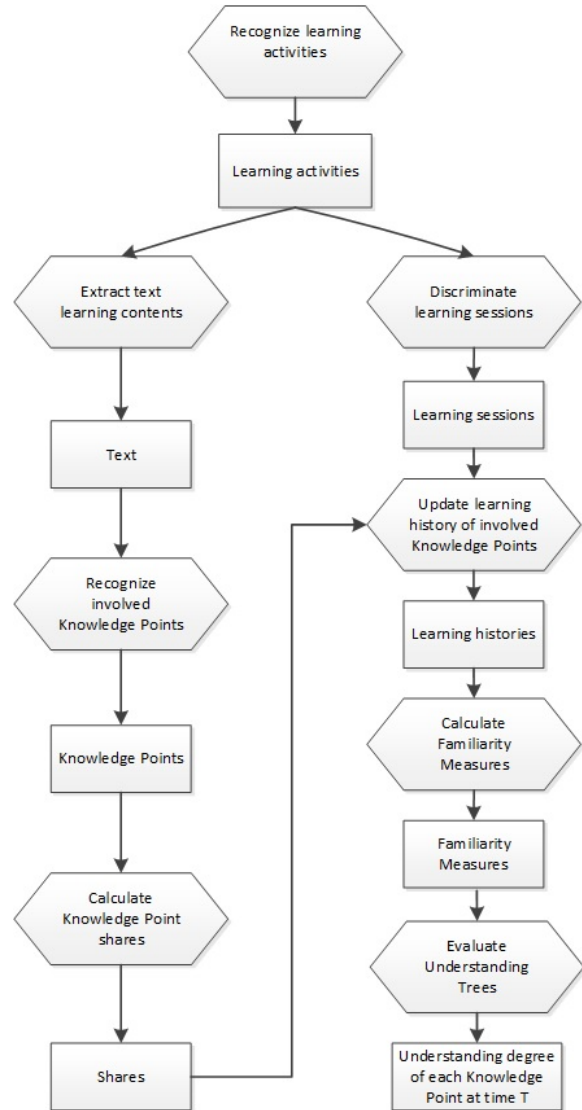 Recognize learning
activities
Learning activities
Extract text
learning contents
Discriminate
learning sessions
Learning sessions
Text
Update learning
history of involved
Knowledge Points
Recognize
involved
Knowledge Points
Learning histories
Knowledge Points
Calculate
Familiarity
Measures
Familiarity
Measures
Calculate
Knowledge Point
shares
Evaluate
Understanding
Trees
Shares
Understanding degree
of each Knowledge
Point at time T